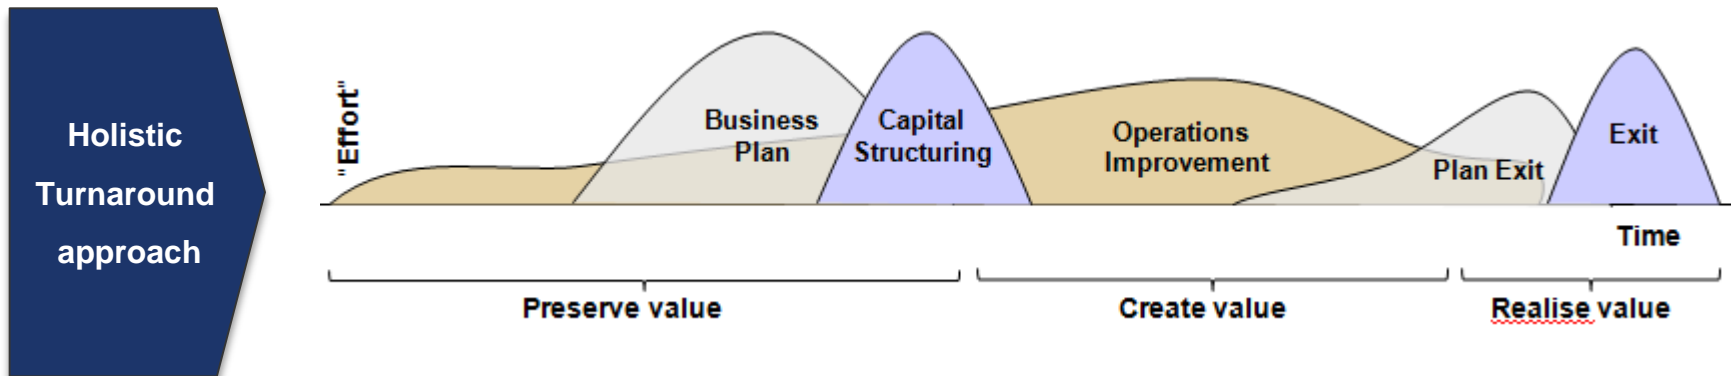 Holistic
Turnaround
approach
"Effort"
Business
Plan
Capital
Structuring
Operations
Improvement
Plan Exit
Exit
Time
Preserve value
Create value
Realise value